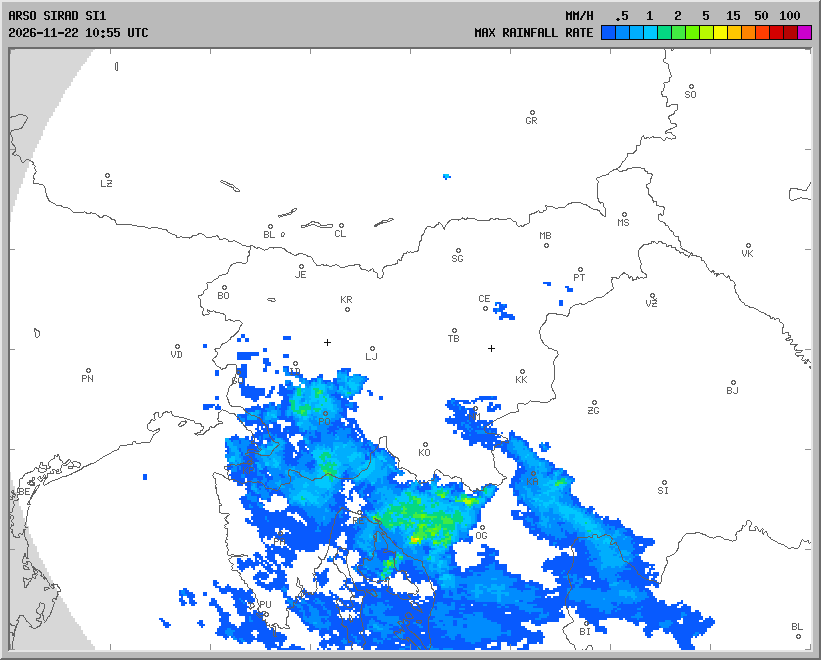 ARSO SIRAD SI1
2026-11-22 10:55 UTC
MM/H .5 1 2 5 15 50 100
MAX RAINFALL RATE
SO
GR
LZ
MS
BL
CL
MB
VK
SG
JE
PT
BO
KR
CE
VŽ
TB
VD
LJ
PN
KK
BJ
ZG
KO
SI
BE
OG
PU
BI
BL